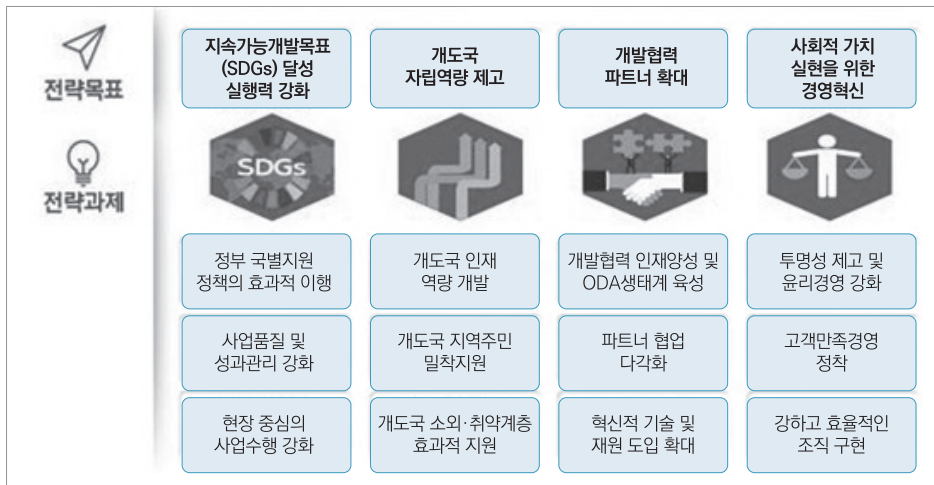 전략목표
지속가능개발목표
(SDGs) 달성
실행력 강화
개도국
자립역량 제고
개발협력
파트너 확대
사회적 가치
실현을 위한
경영혁신
전략과제
SDGs
정부 국별지원
정책의 효과적 이행
개도국 인재
역량 개발
개발협력 인재양성 및
ODA생태계 육성
투명성 제고 및
윤리경영 강화
사업품질 및
성과관리 강화
개도국 지역주민
밀착지원
파트너 협업
다각화
고객만족경영
정착
현장 중심의
사업수행 강화
개도국 소외·취약계층
효과적 지원
혁신적 기술 및
재원 도입 확대
강하고 효율적인
조직 구현